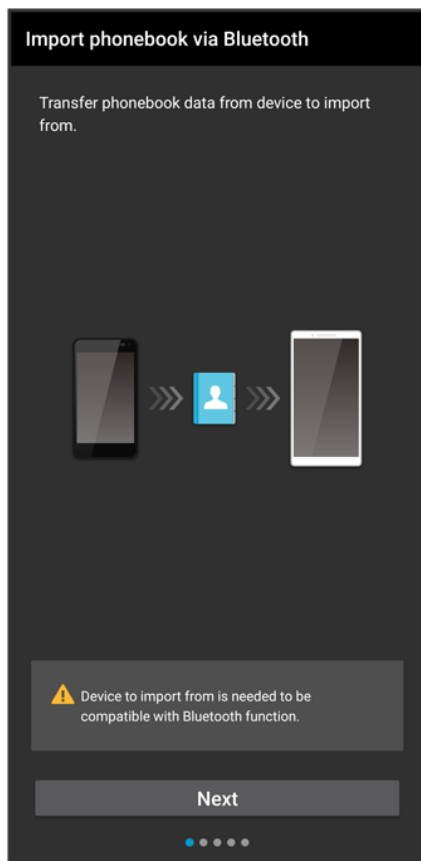 Import phonebook via Bluetooth
Transfer phonebook data from device to import
from.
Device to import from is needed to be
compatible with Bluetooth function.
Next